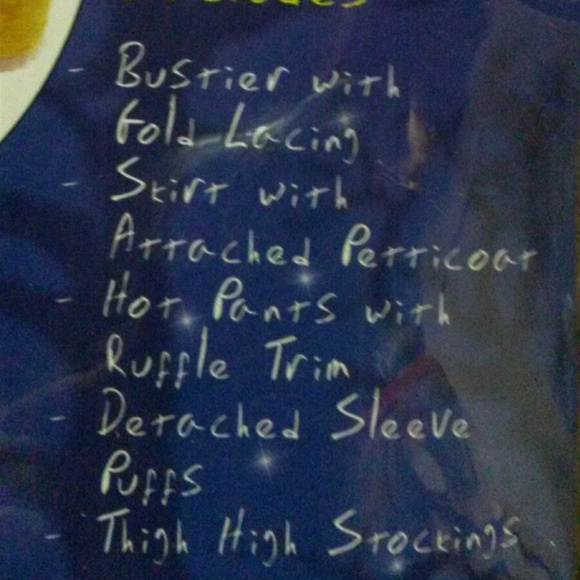 - Bustier with
Gold Lacing
- Skirt with
Attached Petticoat
- Hot Pants with
Ruffle Trim
- Detached Sleeve
Puffs
- Thigh High Stockings